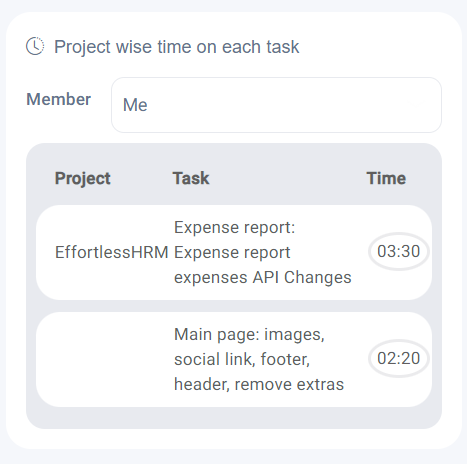 Project wise time on each task
Member
Me
Project Task Time
Expense report:
EffortlessHRM Expense report 03:30
expenses API Changes
Main page: images,
social link, footer, 02:20
header, remove extras